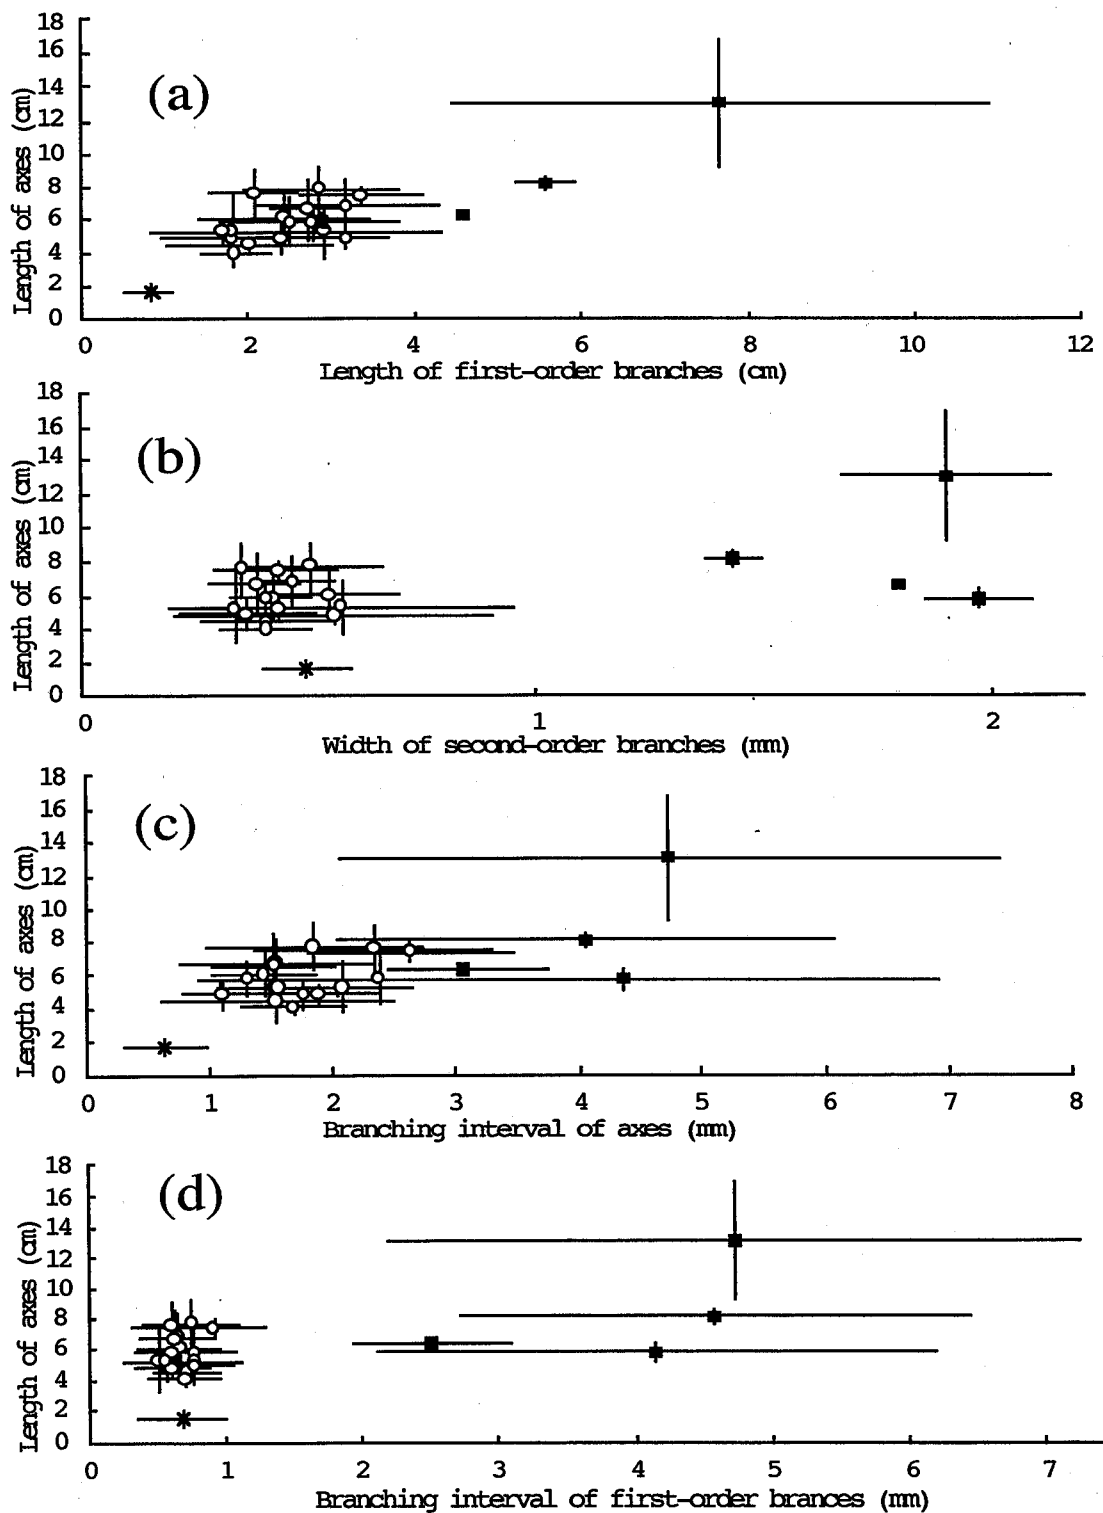 18
16
14
12
10
8
6
4
2
0
Length of axes (cm)
(a)
0 2 4 6 8 10 12
Length of first-order branches (cm)
18
16
14
12
10
8
6
4
2
0
Length of axes (cm)
(b)
0 1 2
Width of second-order branches (mm)
18
16
14
12
10
8
6
4
2
0
Length of axes (cm)
(c)
0 1 2 3 4 5 6 7 8
Branching interval of axes (mm)
18
16
14
12
10
8
6
4
2
0
Length of axes (cm)
(d)
0 1 2 3 4 5 6 7
Branching interval of first-order brances (mm)